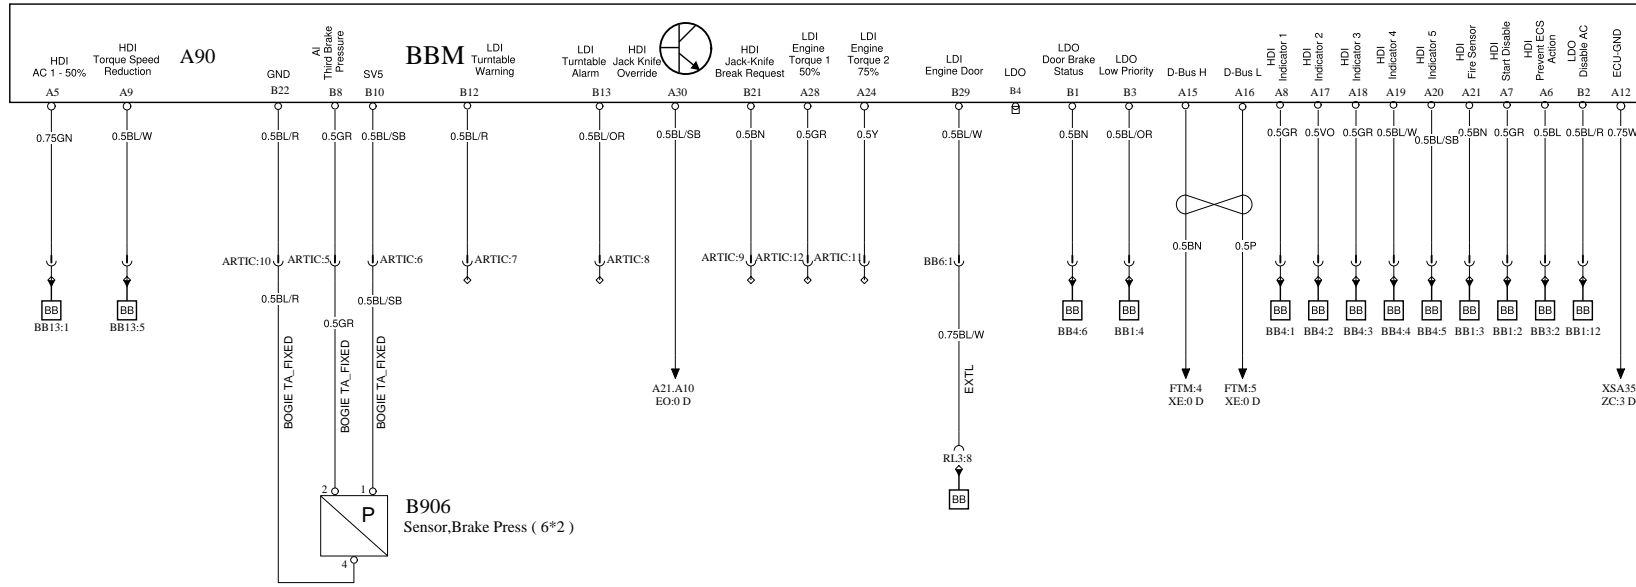 HDI
AC 1 - 50%
A5
HDI
Torque Speed
Reduction
A9
A90
GND
B22
AI
Third Brake
Pressure
B8
SV5
B10
BBM
LDI
Turntable
Warning
B12
LDI
Turntable
Alarm
B13
HDI
Jack Knife
Override
A30
HDI
Jack-Knife
Break Request
B21
LDI
Engine
Torque 1
50%
A28
LDI
Engine
Torque 2
75%
A24
LDI
Engine Door
B29
LDO
B4
LDO
Door Brake
Status
B1
LDO
Low Priority
B3
D-Bus H
A15
D-Bus L
A16
HDI
Indicator 1
A8
HDI
Indicator 2
A17
HDI
Indicator 3
A18
HDI
Indicator 4
A19
HDI
Indicator 5
A20
HDI
Fire Sensor
A21
HDI
Start Disable
A7
HDI
Prevent ECS
Action
A6
LDO
Disable AC
B2
ECU-GND
A12
0.75GN
0.5BL/W
0.5BL/R
0.5GR
0.5BL/SB
0.5BL/R
0.5BL/OR
0.5BL/SB
0.5BN
0.5GR
0.5Y
0.5BL/W
0.5BN
0.5BL/OR
0.5GR
0.5VO
0.5GR
0.5BL/W
0.5BL/SB
0.5BN
0.5GR
0.5BL
0.5BL/R
0.75W
0.5BN
0.5P
ARTIC:10
ARTIC:5
ARTIC:6
ARTIC:7
ARTIC:8
ARTIC:9
ARTIC:12
ARTIC:11
BB6:1
BB
BB13:1
BB
BB13:5
0.5BL/R
0.5GR
0.5BL/SB
0.75BL/W
BB
BB4:6
BB
BB1:4
BB
BB4:1
BB
BB4:2
BB
BB4:3
BB
BB4:4
BB
BB4:5
BB
BB1:3
BB
BB1:2
BB
BB3:2
BB
BB1:12
BOGIE TA_FIXED
BOGIE TA_FIXED
BOGIE TA_FIXED
EXTL
A21.A10
EO:0 D
FTM:4
XE:0 D
FTM:5
XE:0 D
XSA35
ZC:3 D
RL3:8
BB
2
1
P
4
B906
Sensor,Brake Press ( 6*2 )